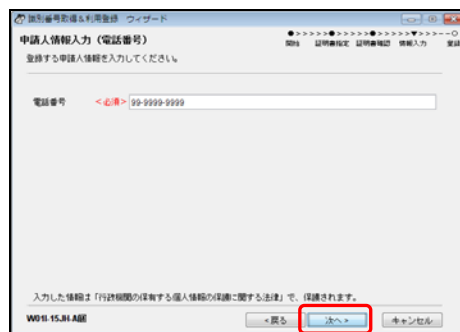 識別番号取得&利用登録 ウィザード
申請人情報入力（電話番号）
●>>>>>●>>>>>●>>>>>▼>>>--○
開始 証明書指定 証明書確認 情報入力 登録
登録する申請人情報を入力してください。
電話番号 <必須> 99-9999-9999
入力した情報は「行政機関の保有する個人情報の保護に関する法律」で、保護されます。
<戻る 次へ> キャンセル